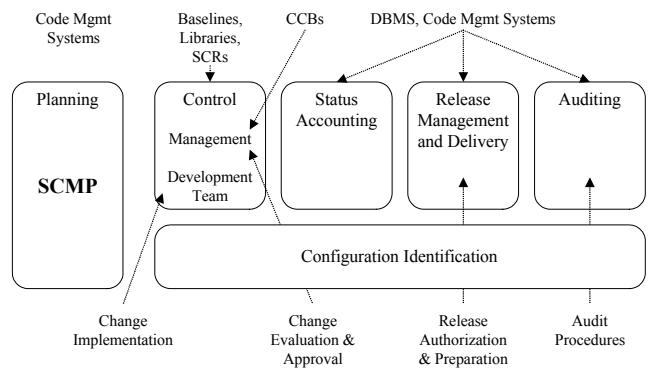 Code Mgmt
Systems
Baselines,
Libraries,
SCRs
CCBs
DBMS, Code Mgmt Systems
Planning
SCMP
Control
Management
Development
Team
Status
Accounting
Release
Management
and Delivery
Auditing
Configuration Identification
Change
Implementation
Change
Evaluation &
Approval
Release
Authorization
& Preparation
Audit
Procedures